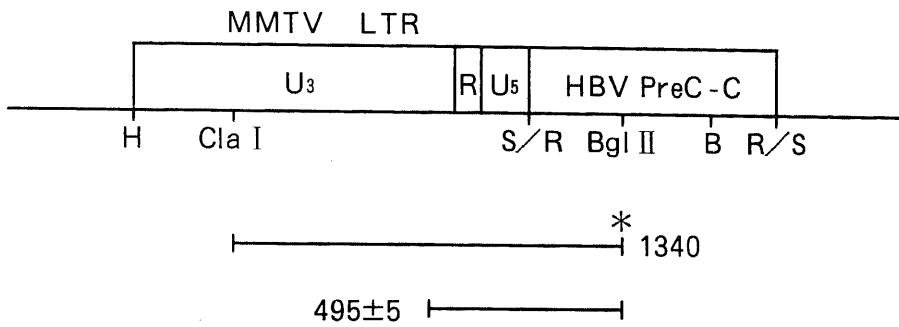 MMTV LTR
U3 R U5 HBV PreC-C
H Cla I S/R Bgl II B R/S
*
1340
495±5